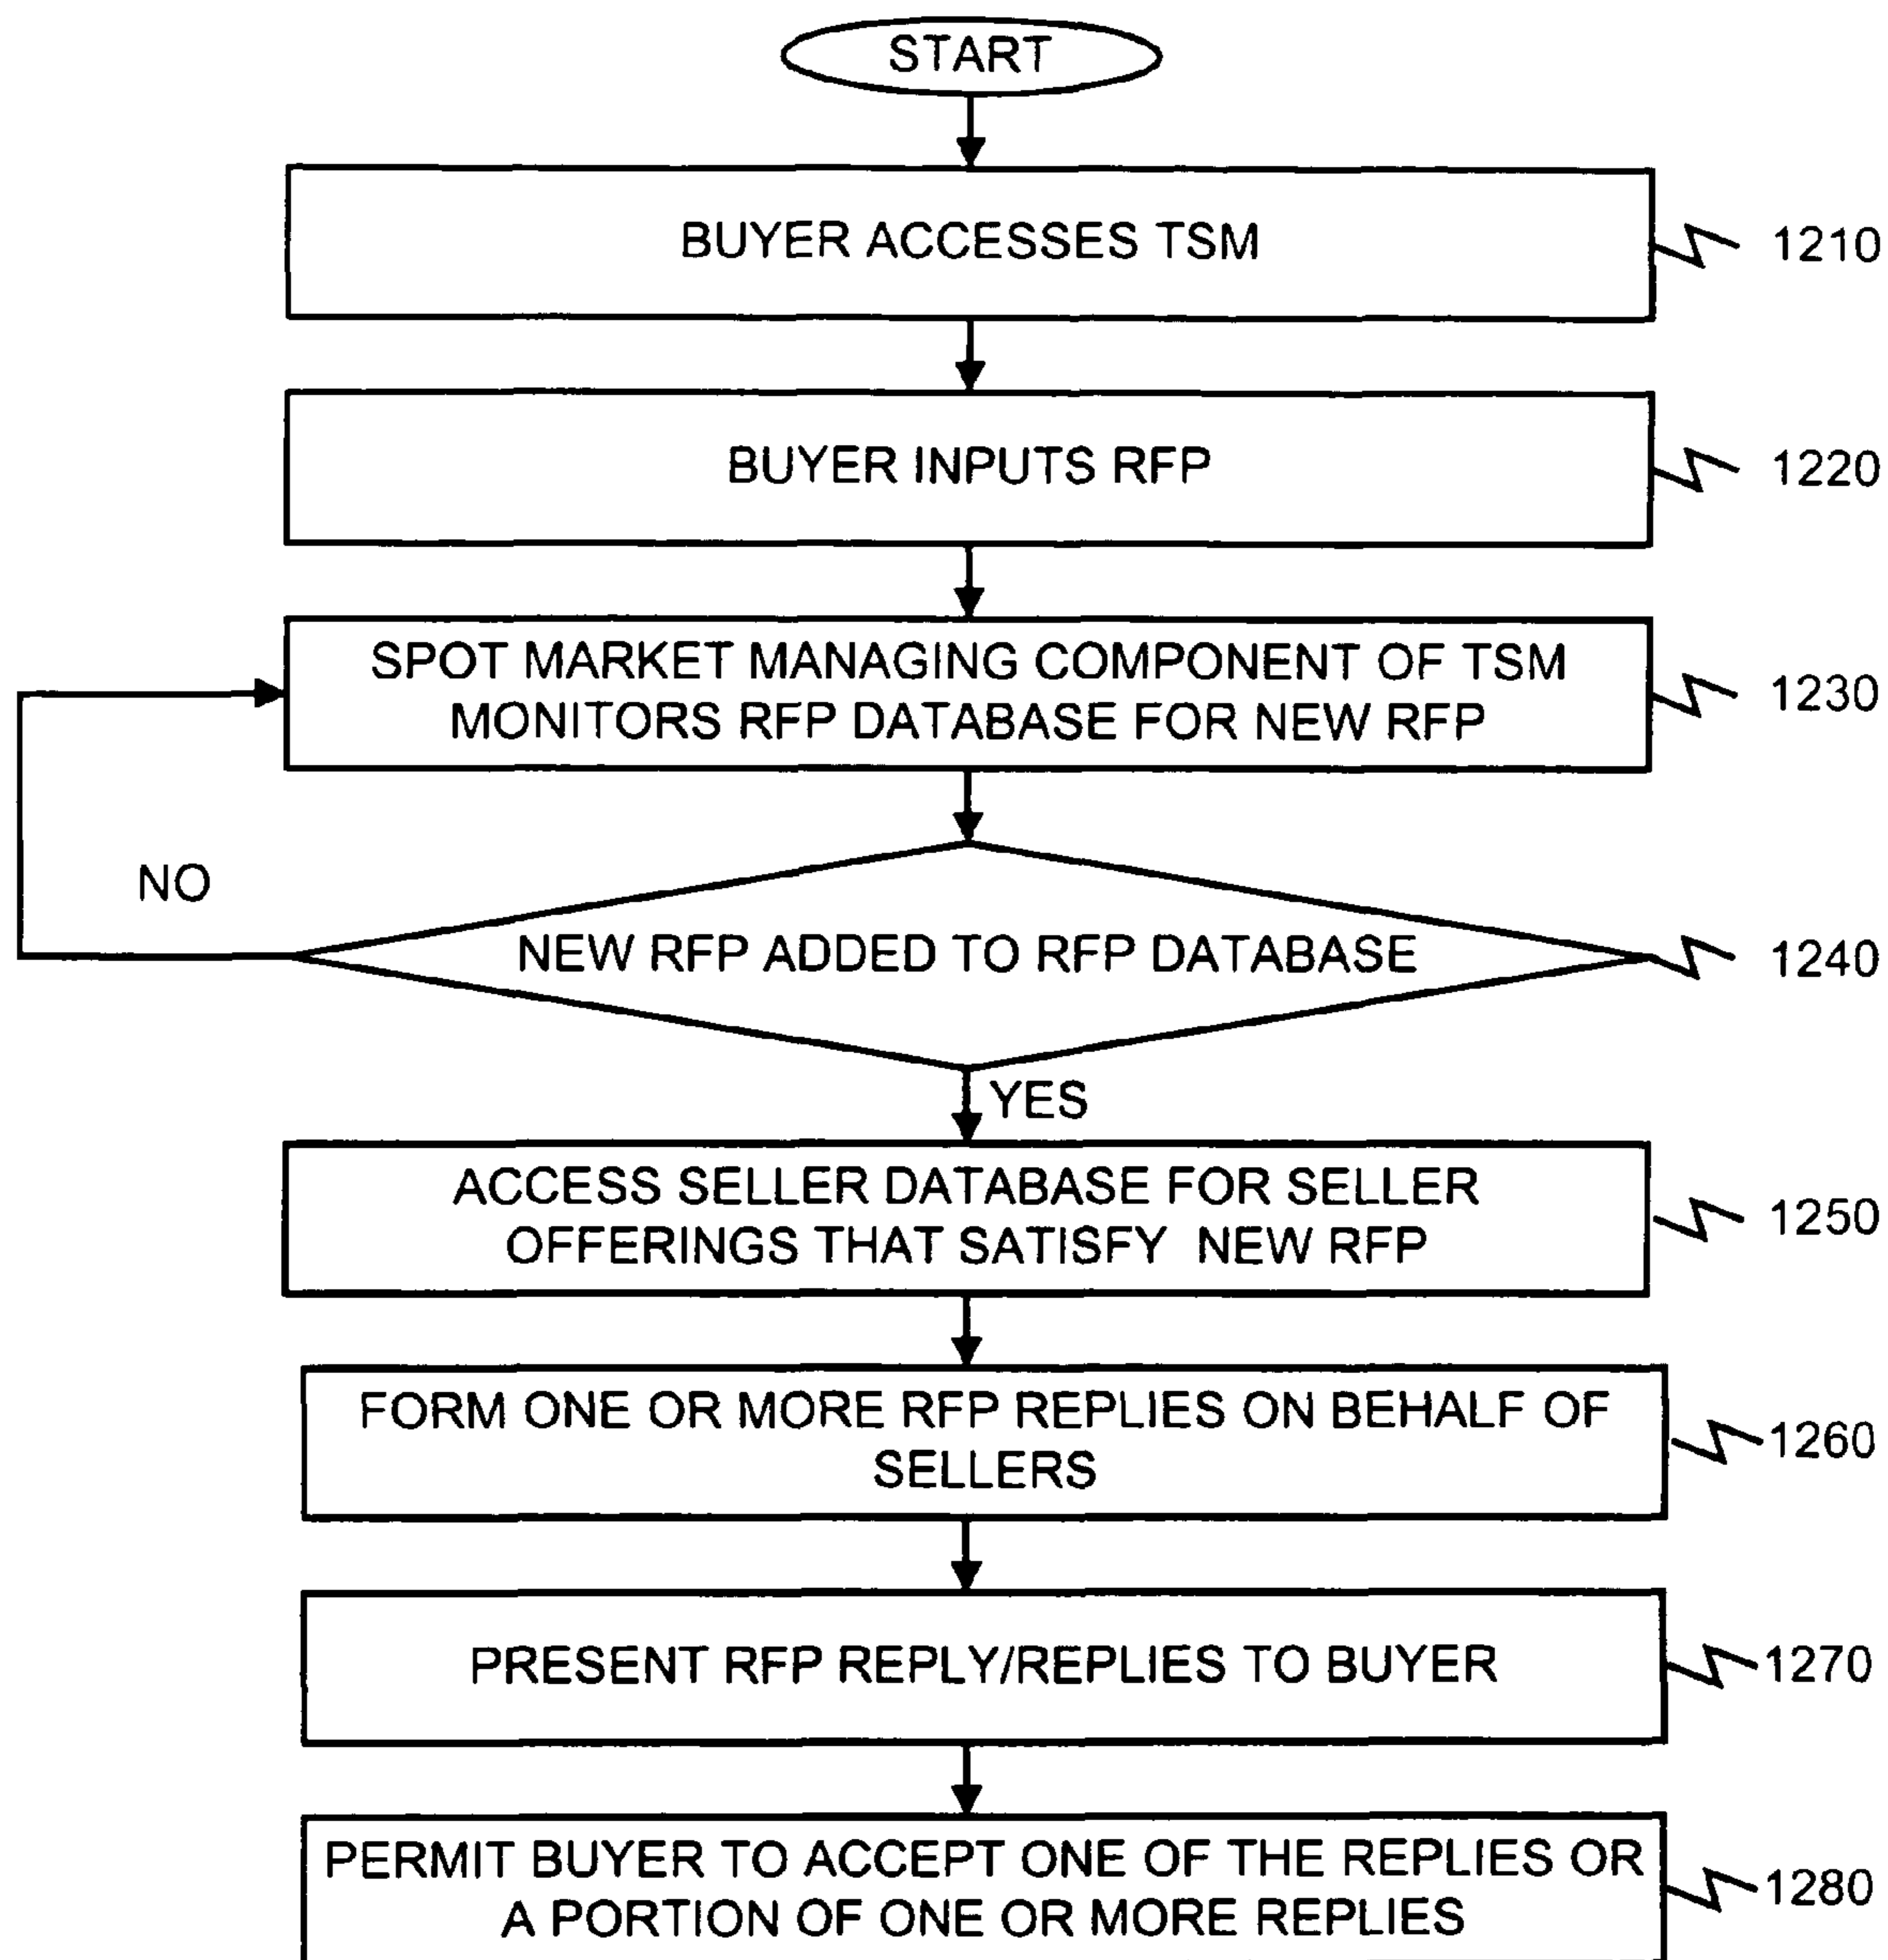 START
BUYER ACCESSES TSM
1210
BUYER INPUTS RFP
1220
SPOT MARKET MANAGING COMPONENT OF TSM
MONITORS RFP DATABASE FOR NEW RFP
1230
NO
NEW RFP ADDED TO RFP DATABASE
1240
YES
ACCESS SELLER DATABASE FOR SELLER
OFFERINGS THAT SATISFY NEW RFP
1250
FORM ONE OR MORE RFP REPLIES ON BEHALF OF
SELLERS
1260
PRESENT RFP REPLY/REPLIES TO BUYER
1270
PERMIT BUYER TO ACCEPT ONE OF THE REPLIES OR
A PORTION OF ONE OR MORE REPLIES
1280